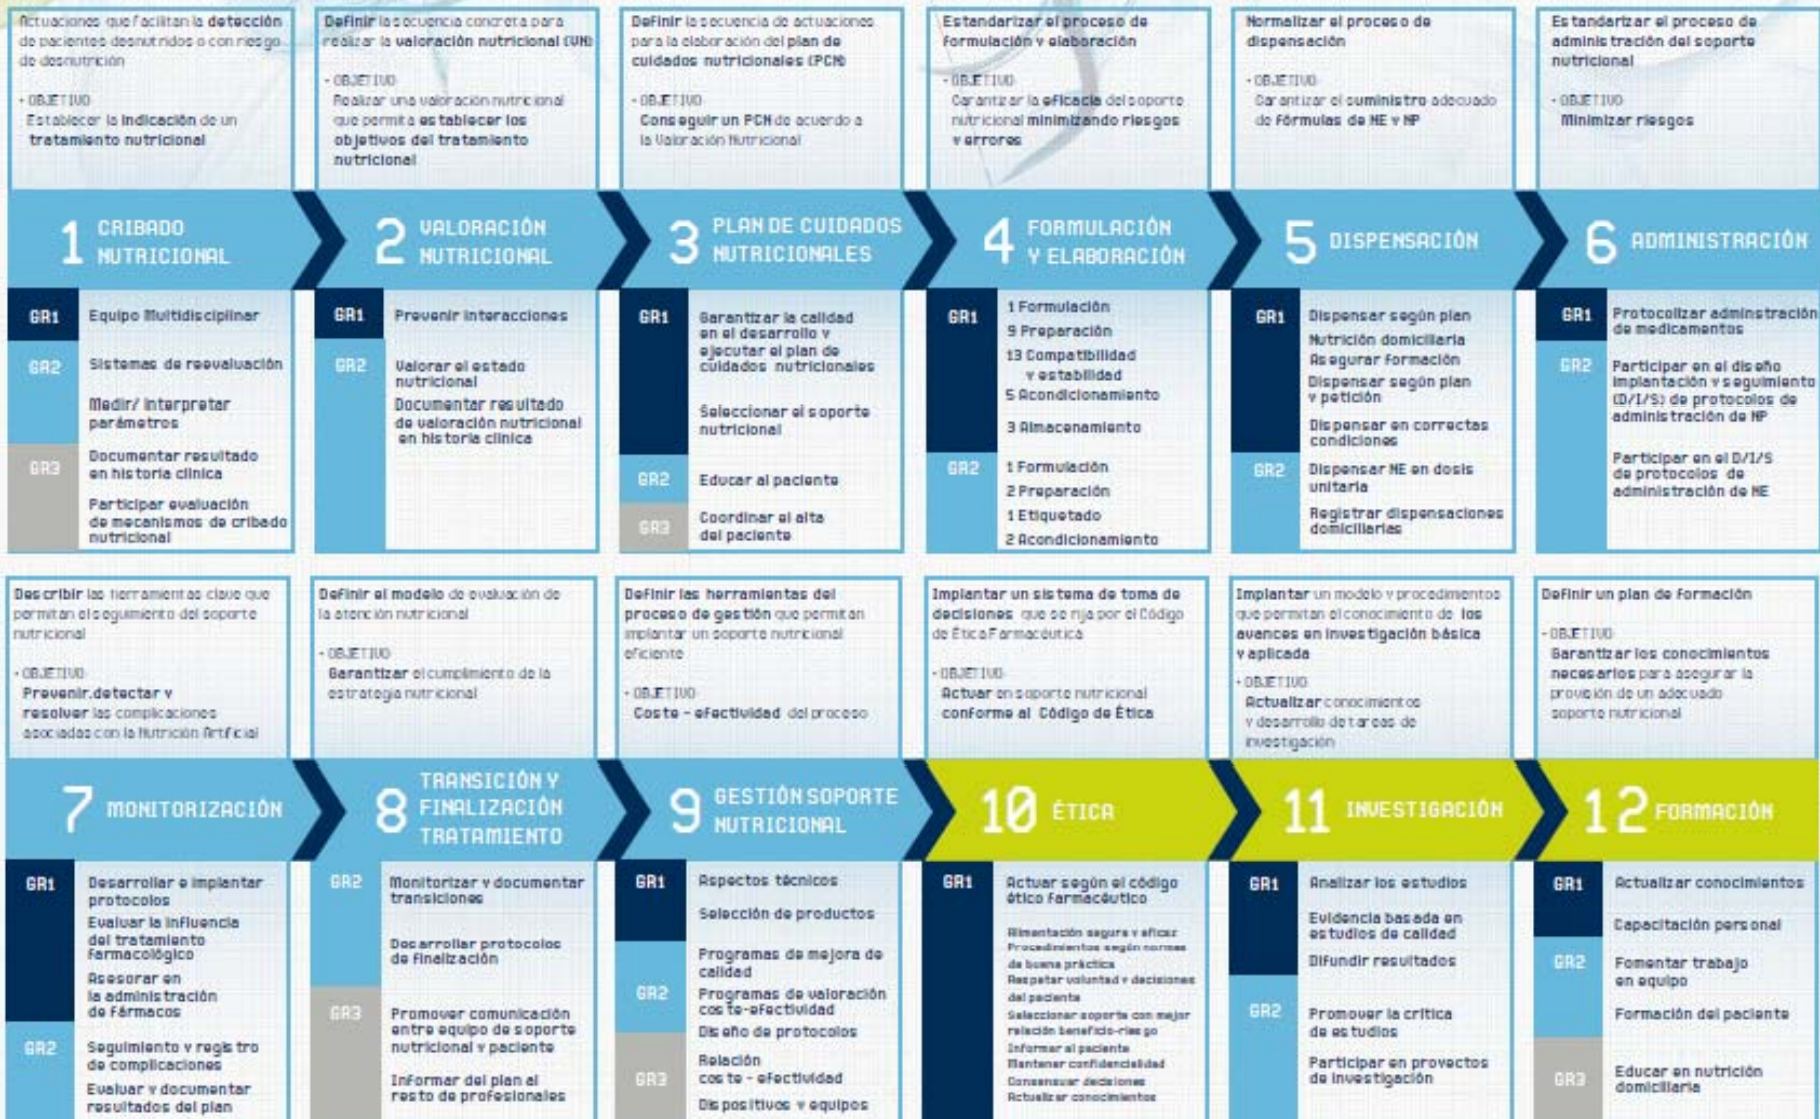 Actuaciones que facilitan la detección
de pacientes desnutridos o con riesgo
de desnutrición
- OBJETIVO
Establecer la indicación de un
tratamiento nutricional
Definir la secuencia concreta para
realizar la valoración nutricional (VN)
- OBJETIVO
Realizar una valoración nutricional
que permita establecer los
objetivos del tratamiento
nutricional
Definir la secuencia de actuaciones
para la elaboración del plan de
cuidados nutricionales (PCN)
- OBJETIVO
Conseguir un PCN de acuerdo a
la Valoración Nutricional
Estandarizar el proceso de
formulación y elaboración
- OBJETIVO
Garantizar la eficacia del soporte
nutricional minimizando riesgos
y errores
Normalizar el proceso de
dispensación
- OBJETIVO
Garantizar el suministro adecuado
de fórmulas de NE y NP
Estandarizar el proceso de
administración del soporte
nutricional
- OBJETIVO
Minimizar riesgos
1 CRIBADO
NUTRICIONAL
2 VALORACIÓN
NUTRICIONAL
3 PLAN DE CUIDADOS
NUTRICIONALES
4 FORMULACIÓN
Y ELABORACIÓN
5 DISPENSACIÓN
6 ADMINISTRACIÓN
GR1 Equipo Multidisciplinar
GR2 Sistemas de reevaluación
Medir/ interpretar
parámetros
GR3 Documentar resultado
en historia clínica
Participar evaluación
de mecanismos de cribado
nutricional
GR1 Prevenir interacciones
GR2 Valorar el estado
nutricional
Documentar resultado
de valoración nutricional
en historia clínica
GR1 Garantizar la calidad
en el desarrollo y
ejecutar el plan de
cuidados nutricionales
Seleccionar el soporte
nutricional
GR2 Educar al paciente
GR3 Coordinar el alta
del paciente
GR1 1 Formulación
9 Preparación
13 Compatibilidad
y estabilidad
5 Acondicionamiento
3 Almacenamiento
GR2 1 Formulación
2 Preparación
1 Etiquetado
2 Acondicionamiento
GR1 Dispensar según plan
Nutrición domiciliaria
Asegurar formación
Dispensar según plan
y petición
Dispensar en correctas
condiciones
GR2 Dispensar NE en dosis
unitaria
Registrar dispensaciones
domiciliarias
GR1 Protocolizar adminstración
de medicamentos
GR2 Participar en el diseño
implantación y seguimiento
(D/I/S) de protocolos de
administración de NP
Participar en el D/I/S
de protocolos de
administración de NE
Describir las herramientas clave que
permitan el seguimiento del soporte
nutricional
- OBJETIVO
Prevenir.detectar y
resolver las complicaciones
asociadas con la Nutrición Artificial
Definir el modelo de evaluación de
la atención nutricional
- OBJETIVO
Garantizar el cumplimiento de la
estrategia nutricional
Definir las herramientas del
proceso de gestión que permitan
implantar un soporte nutricional
eficiente
- OBJETIVO
Coste - efectividad del proceso
Implantar un sistema de toma de
decisiones que se rija por el Código
de Ética Farmacéutica
- OBJETIVO
Actuar en soporte nutricional
conforme al Código de Ética
Implantar un modelo y procedimientos
que permitan el conocimiento de los
avances en investigación básica
y aplicada
- OBJETIVO
Actualizar conocimientos
y desarrollo de tareas de
investigación
Definir un plan de formación
- OBJETIVO
Garantizar los conocimientos
necesarios para asegurar la
provisión de un adecuado
soporte nutricional
7 MONITORIZACIÓN
8 TRANSICIÓN Y
FINALIZACIÓN
TRATAMIENTO
9 GESTIÓN SOPORTE
NUTRICIONAL
10 ÉTICA
11 INVESTIGACIÓN
12 FORMACIÓN
GR1 Desarrollar e implantar
protocolos
Evaluar la influencia
del tratamiento
farmacológico
Asesorar en
la administración
de fármacos
GR2 Seguimiento y registro
de complicaciones
Evaluar y documentar
resultados del plan
GR2 Monitorizar y documentar
transiciones
Desarrollar protocolos
de finalización
GR3 Promover comunicación
entre equipo de soporte
nutricional y paciente
Informar del plan al
resto de profesionales
GR1 Aspectos técnicos
Selección de productos
Programas de mejora de
calidad
GR2 Programas de valoración
coste-efectividad
Diseño de protocolos
GR3 Relación
coste - efectividad
Dispositivos y equipos
GR1 Actuar según el código
ético farmacéutico
Alimentación segura y eficaz
Procedimientos según normas
de buena práctica
Respetar voluntad y decisiones
del paciente
Seleccionar soporte con mejor
relación beneficio-riesgo
Informar al paciente
Mantener confidencialidad
Consensuar decisiones
Actualizar conocimientos
GR1 Analizar los estudios
Evidencia basada en
estudios de calidad
Difundir resultados
GR2 Promover la crítica
de estudios
Participar en proyectos
de investigación
GR1 Actualizar conocimientos
Capacitación personal
GR2 Fomentar trabajo
en equipo
Formación del paciente
GR3 Educar en nutrición
domiciliaria